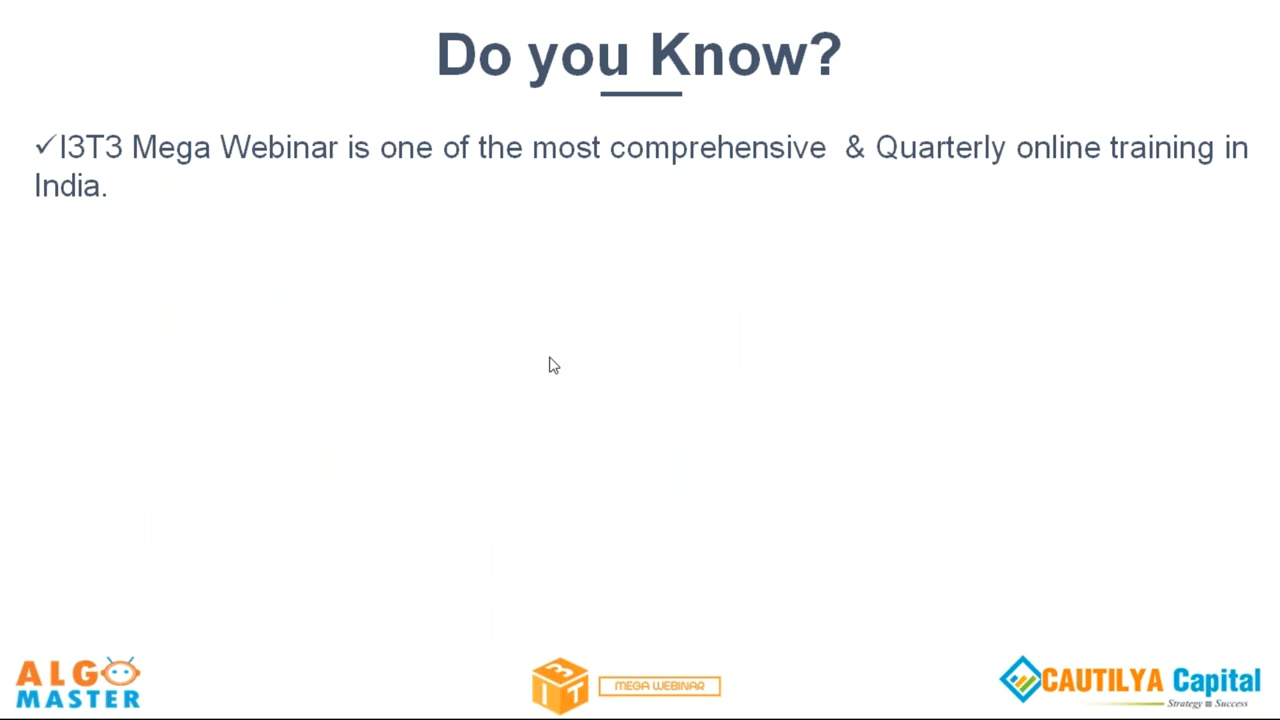 Do you Know?
✓I3T3 Mega Webinar is one of the most comprehensive & Quarterly online training in
India.
ALGO
MASTER
I3T
MEGA WEBINAR
CAUTILYA Capital
Strategy = Success